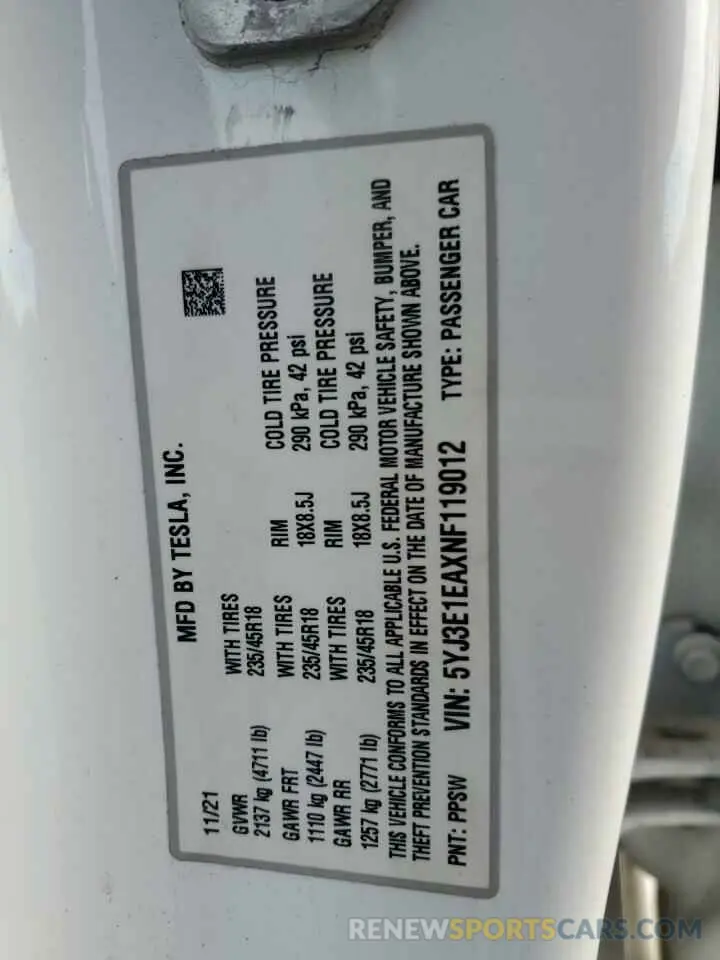 MFD BY TESLA, INC.
11/21
GVWR WITH TIRES RIM COLD TIRE PRESSURE
2137 kg (4711 lb) 235/45R18
GAWR FRT WITH TIRES RIM COLD TIRE PRESSURE
1110 kg (2447 lb) 235/45R18 18X8.5J 290 kPa, 42 psi
GAWR RR WITH TIRES RIM COLD TIRE PRESSURE
1257 kg (2771 lb) 235/45R18 18X8.5J 290 kPa, 42 psi
THIS VEHICLE CONFORMS TO ALL APPLICABLE U.S. FEDERAL MOTOR VEHICLE SAFETY, BUMPER, AND
THEFT PREVENTION STANDARDS IN EFFECT ON THE DATE OF MANUFACTURE SHOWN ABOVE.
PNT: PPSW VIN: 5YJ3E1EAXNF119012 TYPE: PASSENGER CAR
RENEWSPORTSCARS.COM